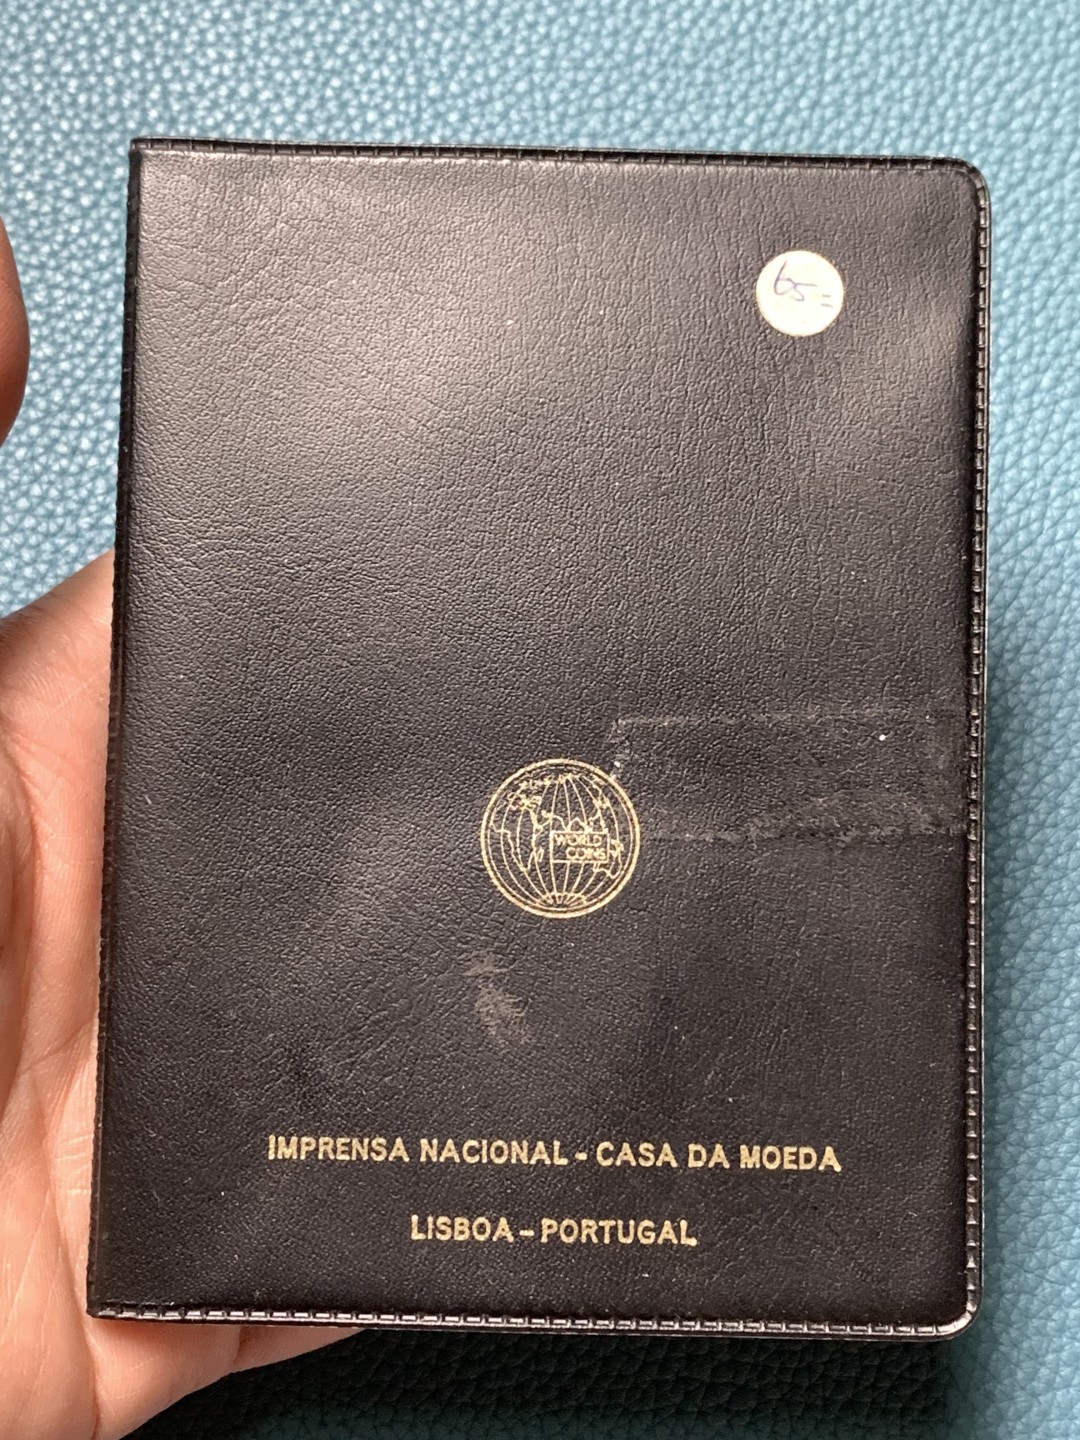 65=
WORLD
COINS
IMPRENSA NACIONAL - CASA DA MOEDA
LISBOA - PORTUGAL